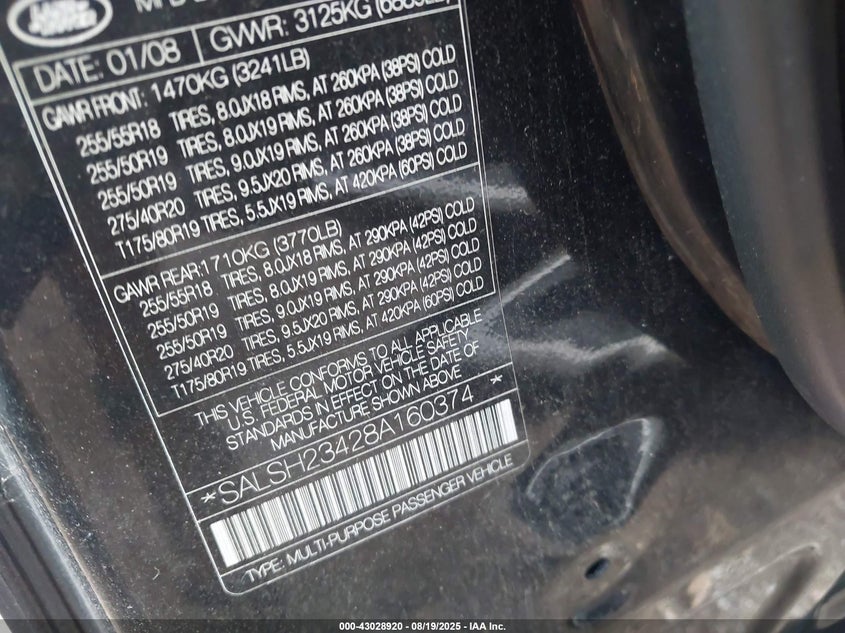 LAND
ROVER
DATE: 01/08 GVWR: 3125KG
GAWR FRONT: 1470KG (3241LB)
255/55R18 TIRES, 8.0JX18 RIMS, AT 260KPA (38PSI) COLD
255/50R19 TIRES, 8.0JX19 RIMS, AT 260KPA (38PSI) COLD
255/50R19 TIRES, 9.0JX19 RIMS, AT 260KPA (38PSI) COLD
275/40R20 TIRES, 9.5JX20 RIMS, AT 260KPA (38PSI) COLD
T175/80R19 TIRES, 5.5JX19 RIMS, AT 420KPA (60PSI) COLD
GAWR REAR: 1710KG (3770LB)
255/55R18 TIRES, 8.0JX18 RIMS, AT 290KPA (42PSI) COLD
255/50R19 TIRES, 8.0JX19 RIMS, AT 290KPA (42PSI) COLD
255/50R19 TIRES, 9.0JX19 RIMS, AT 290KPA (42PSI) COLD
275/40R20 TIRES, 9.5JX20 RIMS, AT 290KPA (42PSI) COLD
T175/80R19 TIRES, 5.5JX19 RIMS, AT 420KPA (60PSI) COLD
THIS VEHICLE CONFORMS TO ALL APPLICABLE
U.S. FEDERAL MOTOR VEHICLE SAFETY
STANDARDS IN EFFECT ON THE DATE OF
MANUFACTURE SHOWN ABOVE
* SALSH23428A160374 *
TYPE: MULTI-PURPOSE PASSENGER VEHICLE
000-43028920 - 08/19/2025 - IAA Inc.